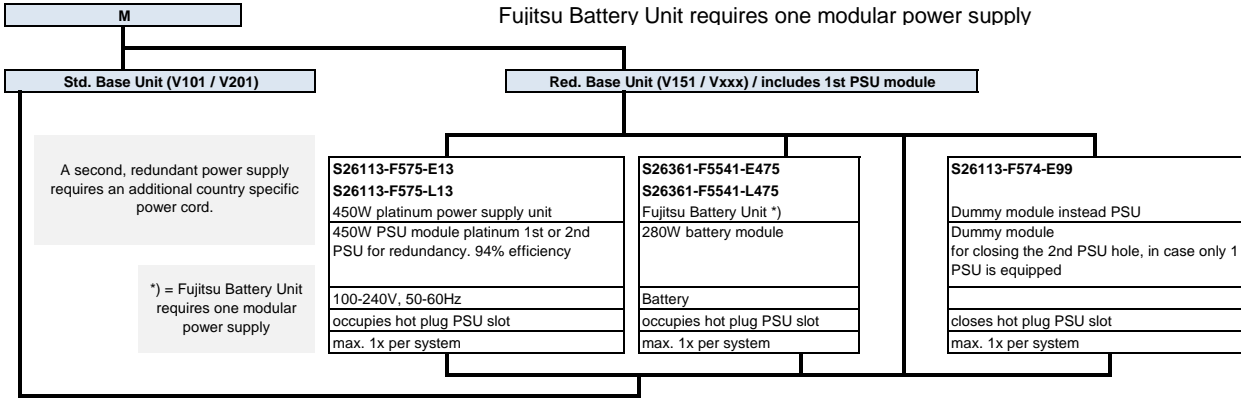 M
Fujitsu Battery Unit requires one modular power supply
Std. Base Unit (V101 / V201)
Red. Base Unit (V151 / Vxxx) / includes 1st PSU module
A second, redundant power supply
requires an additional country specific
power cord.
*) = Fujitsu Battery Unit
requires one modular
power supply
S26113-F575-E13
S26113-F575-L13
450W platinum power supply unit
450W PSU module platinum 1st or 2nd
PSU for redundancy. 94% efficiency
100-240V, 50-60Hz
occupies hot plug PSU slot
max. 1x per system
S26361-F5541-E475
S26361-F5541-L475
Fujitsu Battery Unit *)
280W battery module
Battery
occupies hot plug PSU slot
max. 1x per system
S26113-F574-E99
Dummy module instead PSU
Dummy module
for closing the 2nd PSU hole, in case only 1
PSU is equipped
closes hot plug PSU slot
max. 1x per system